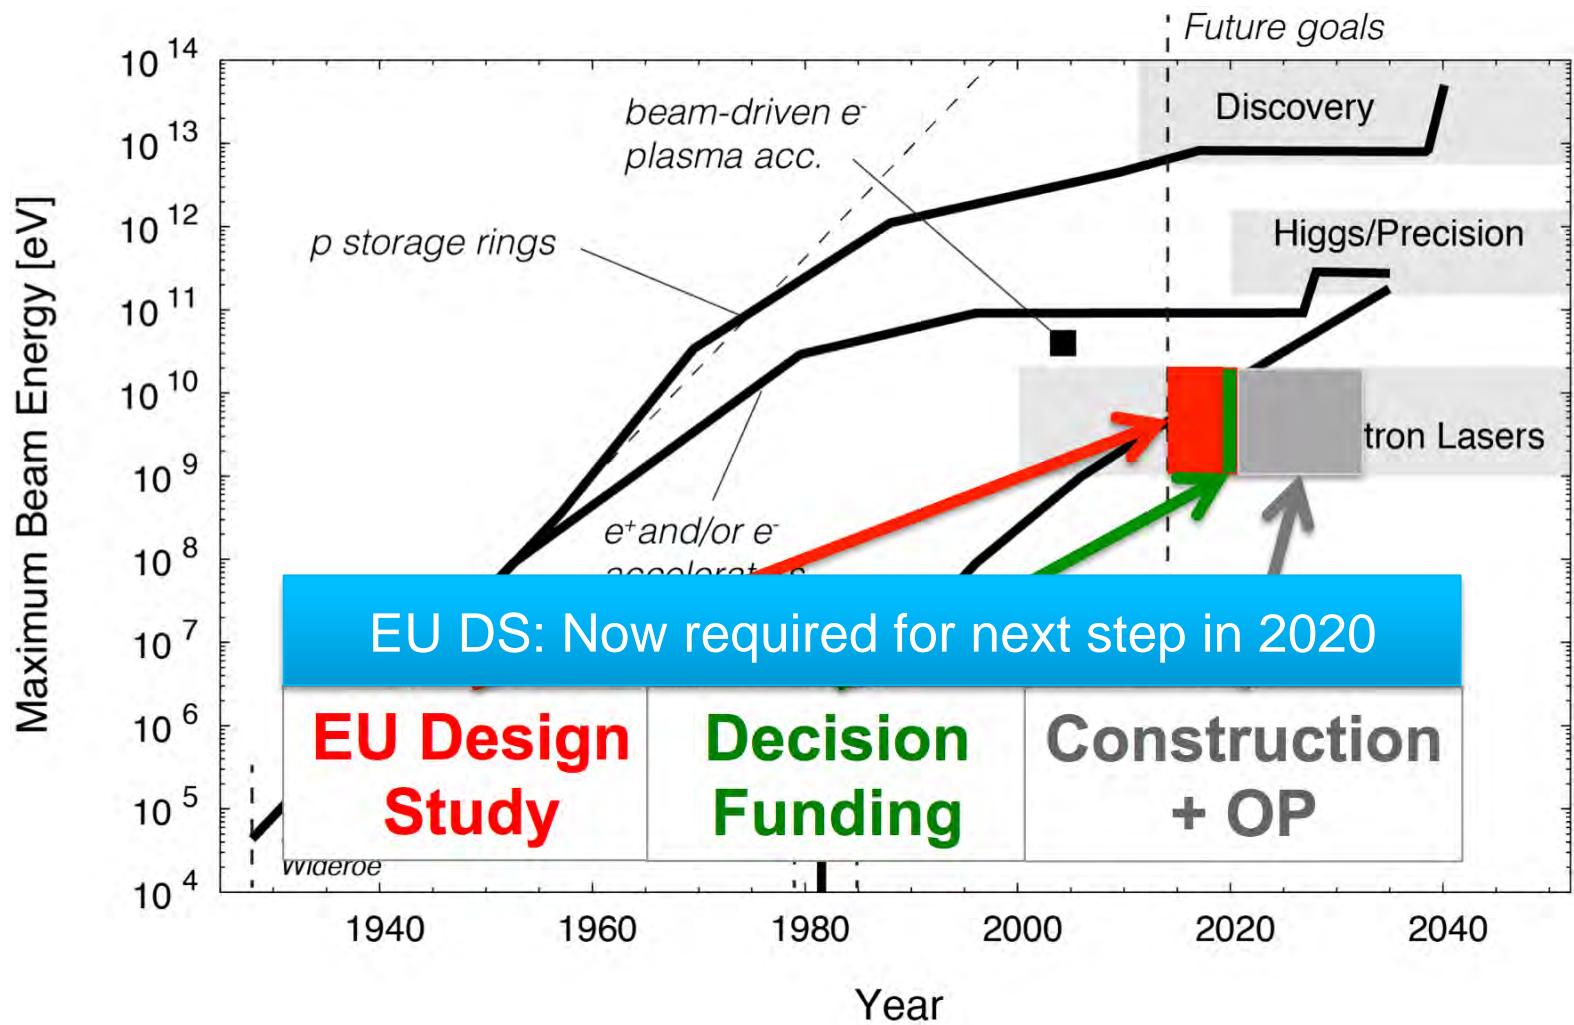 Future goals
10 14
10 13
10 12
10 11
10 10
10 9
10 8
10 7
10 6
10 5
10 4
Maximum Beam Energy [eV]
beam-driven e-
plasma acc.
Discovery
p storage rings
Higgs/Precision
tron Lasers
e+and/or e-
EU DS: Now required for next step in 2020
EU Design
Study
Decision
Funding
Construction
+ OP
Wideroe
1940 1960 1980 2000 2020 2040
Year